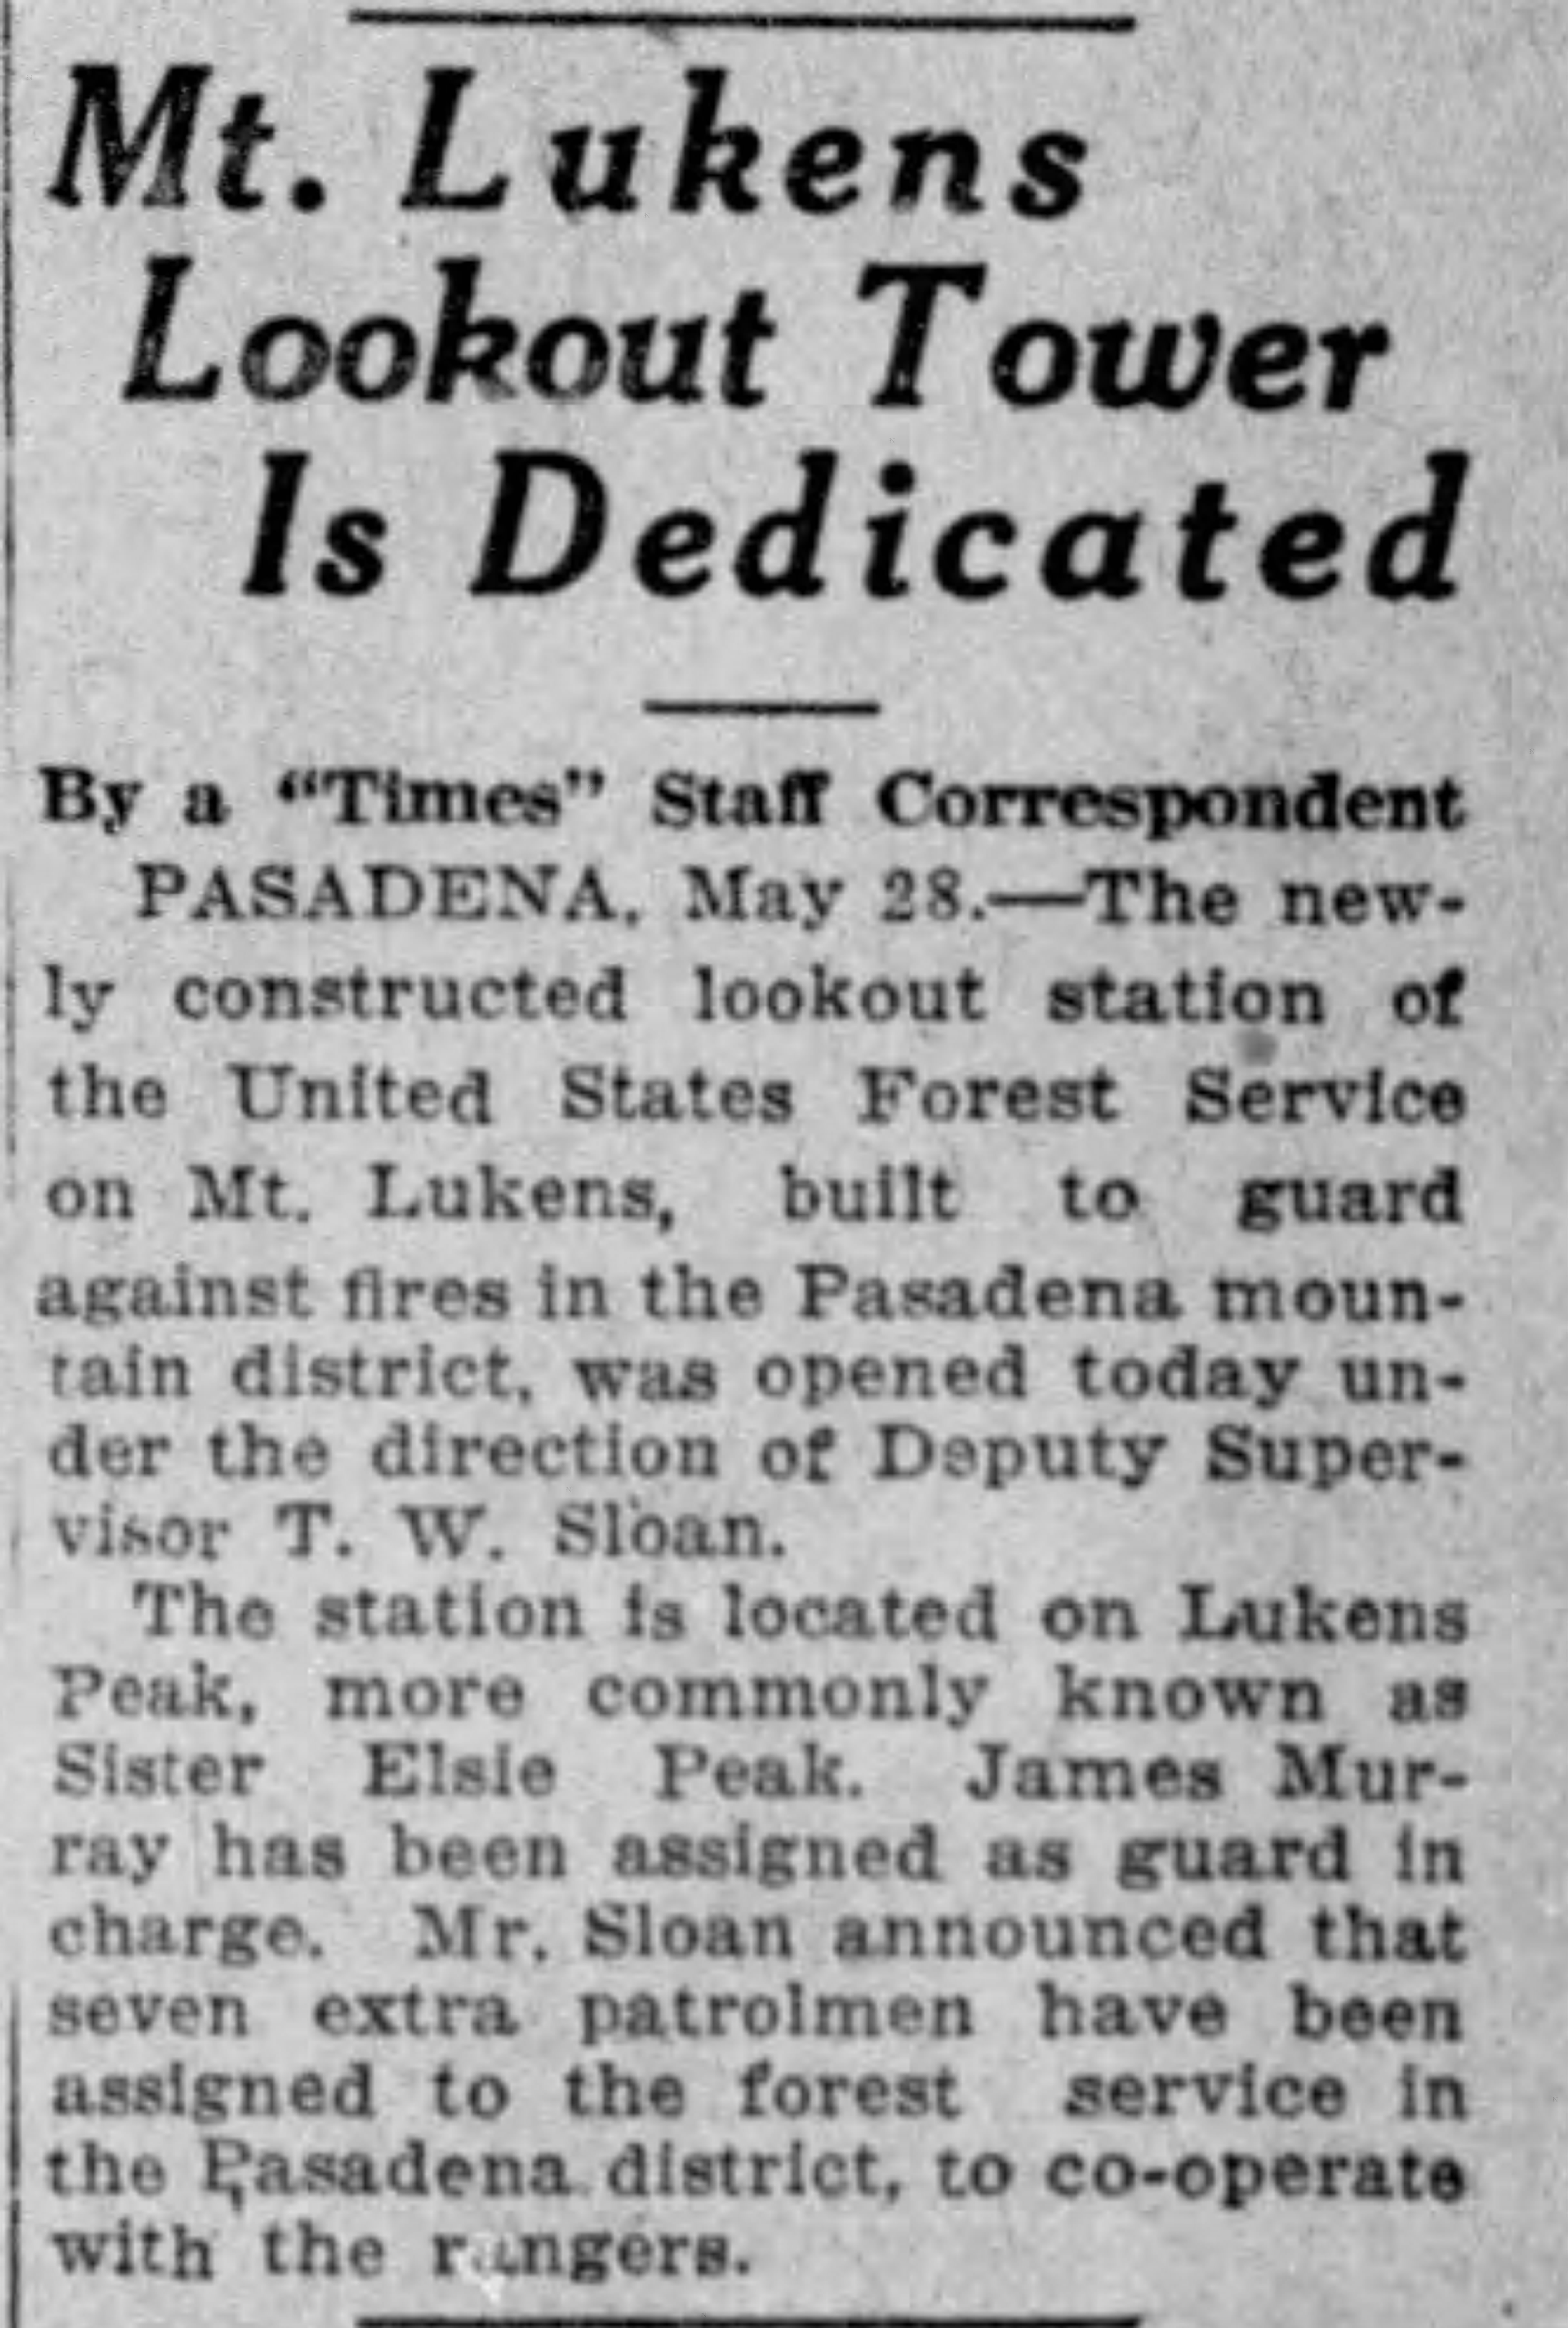 Mt. Lukens
Lookout Tower
Is Dedicated
By a “Times” Staff Correspondent
PASADENA, May 28.—The new-
ly constructed lookout station of
the United States Forest Service
on Mt. Lukens, built to guard
against fires in the Pasadena moun-
tain district, was opened today un-
der the direction of Deputy Super-
visor T. W. Sloan.
The station is located on Lukens
Peak, more commonly known as
Sister Elsie Peak. James Mur-
ray has been assigned as guard in
charge. Mr. Sloan announced that
seven extra patrolmen have been
assigned to the forest service in
the Pasadena district, to co-operate
with the rangers.